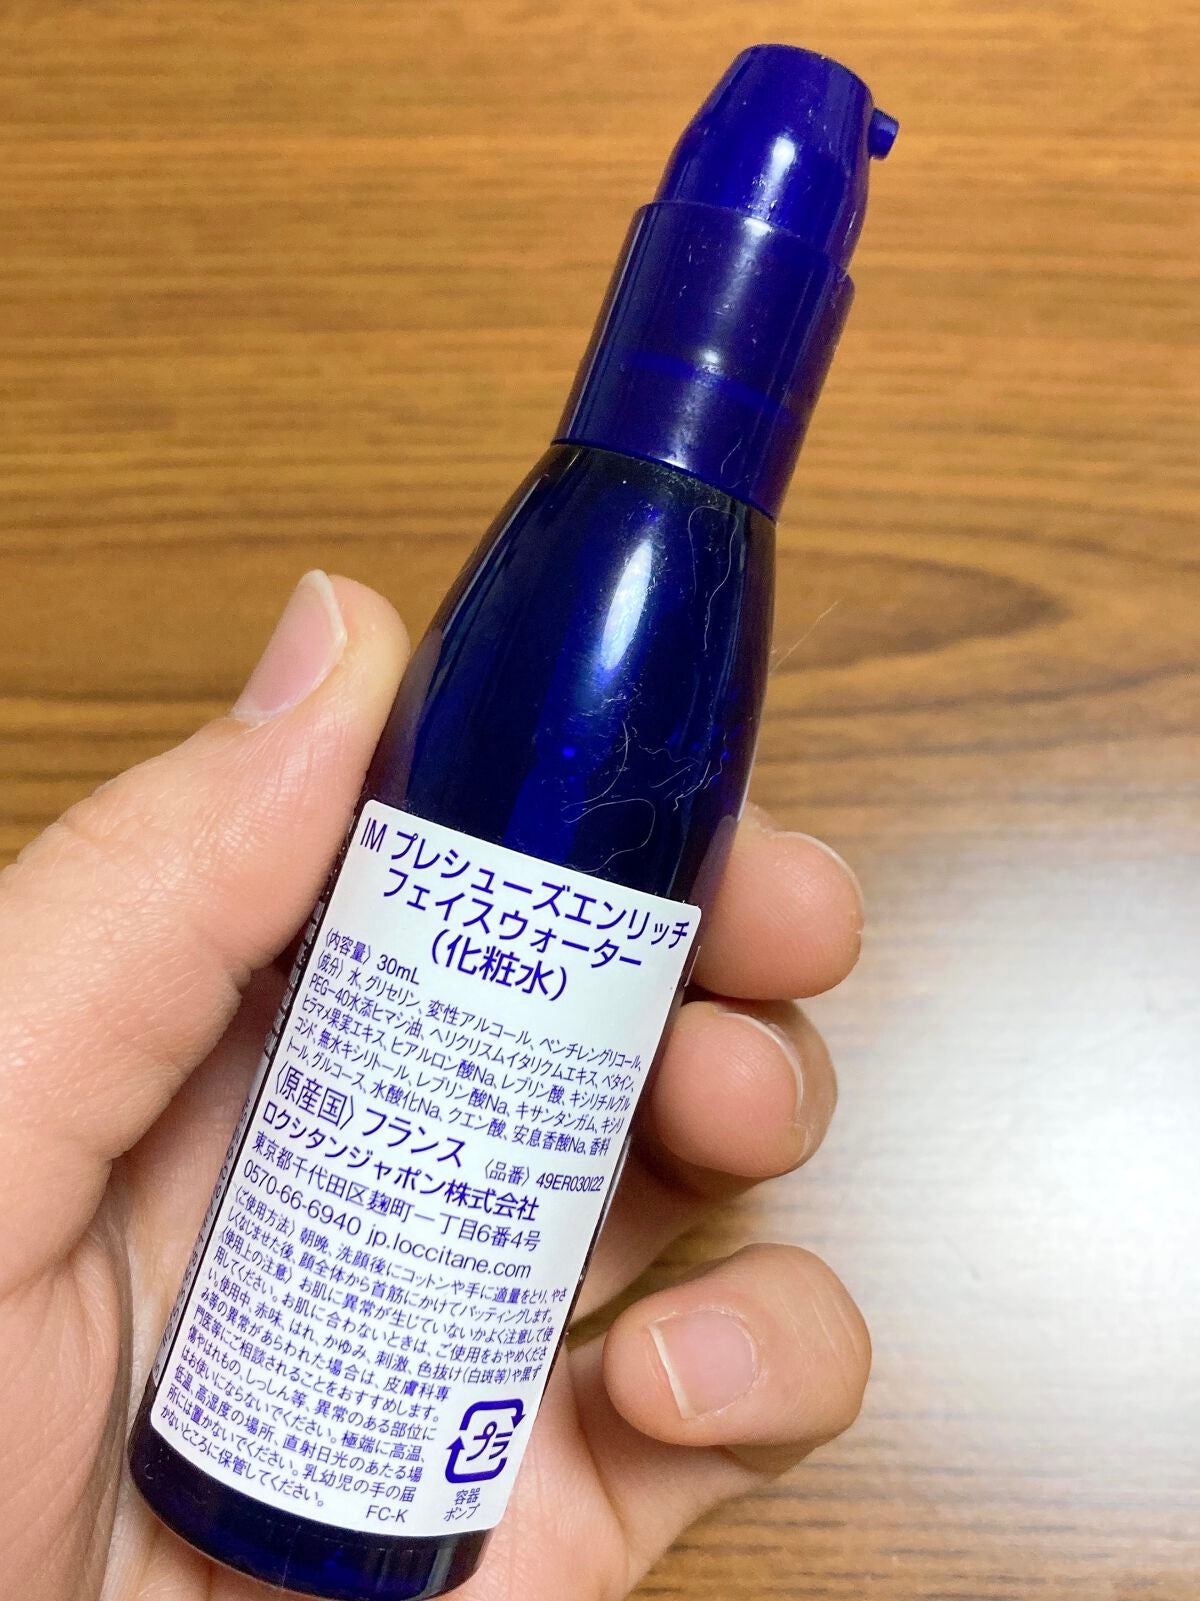 IM プレシューズエンリッチ
フェイスウォーター
（化粧水）
〈内容量〉30mL
〈成分〉水、グリセリン、変性アルコール、ペンチレングリコール、
PEG-40水添ヒマシ油、ヘリクリスムイタリクムエキス、ベタイン、
ヒラマメ果実エキス、ヒアルロン酸Na、レブリン酸、キシリチルグル
コシド、無水キシリトール、レブリン酸Na、キサンタンガム、キシリ
トール、グルコース、水酸化Na、クエン酸、安息香酸Na、香料
〈原産国〉フランス 〈品番〉49ER030I22
ロクシタンジャポン株式会社
東京都千代田区麹町一丁目6番4号
0570-66-6940 jp.loccitane.com
〈ご使用方法〉朝晩、洗顔後にコットンや手に適量をとり、やさ
しくなじませた後、顔全体から首筋にかけてパッティングします。
〈使用上の注意〉お肌に異常が生じていないかよく注意して使
用してください。お肌に合わないときは、ご使用をおやめくださ
い。使用中、赤味、はれ、かゆみ、刺激、色抜け（白斑等）や黒ず
み等の異常があらわれた場合は、皮膚科専
門医等にご相談されることをおすすめします。
傷やはれもの、しっしん等、異常のある部位に
はお使いにならないでください。極端に高温、
低温、高湿度の場所、直射日光のあたる場
所には置かないでください。乳幼児の手の届
かないところに保管してください。
FC-K
プラ
容器
ポンプ